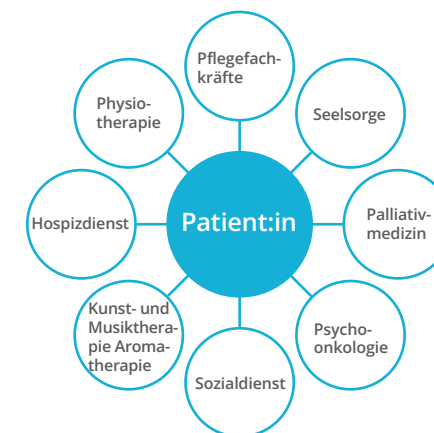 Pflegefach-
kräfte
Seelsorge
Palliativ-
medizin
Psycho-
onkologie
Sozialdienst
Kunst- und
Musikthera-
pie Aroma-
therapie
Hospizdienst
Physio-
therapie
Patient:in